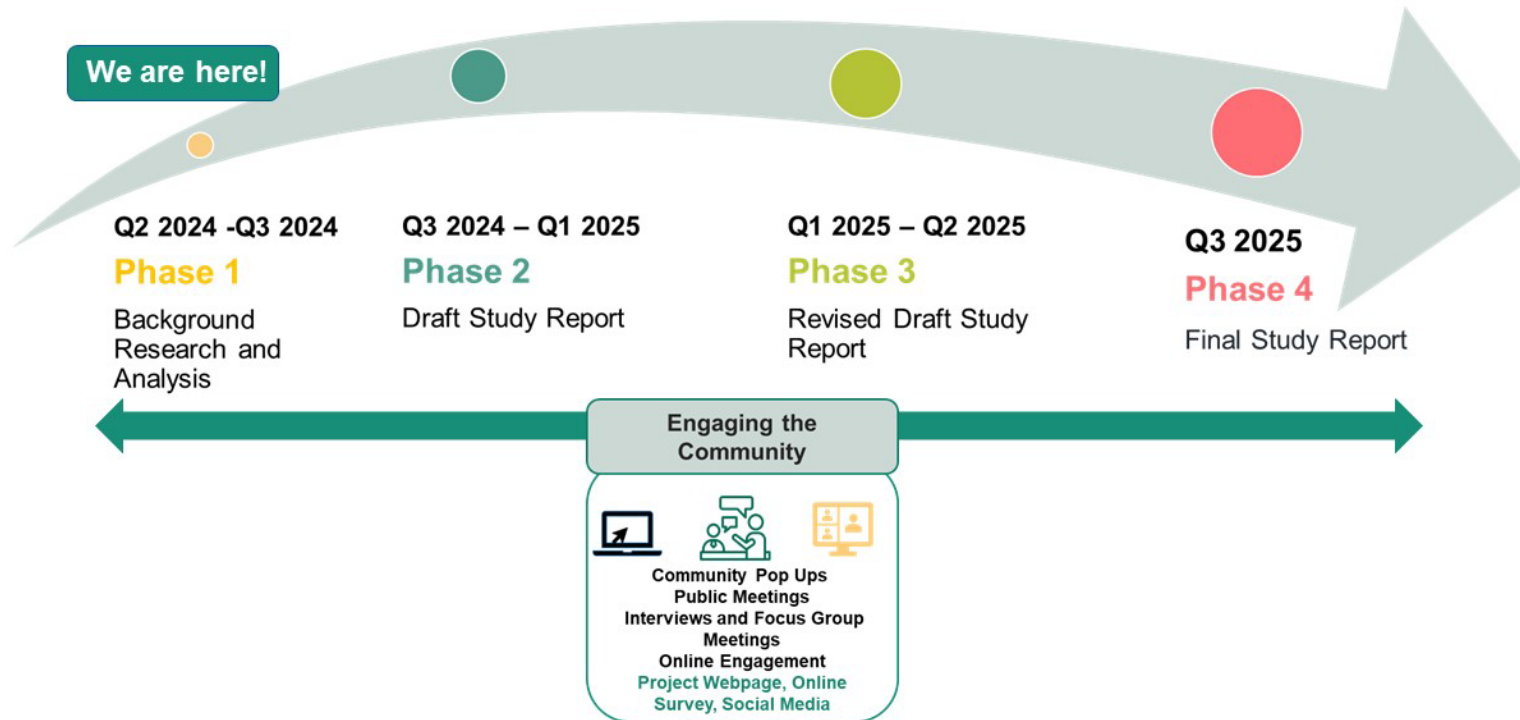 We are here!
Q2 2024 -Q3 2024
Phase 1
Background
Research and
Analysis
Q3 2024 – Q1 2025
Phase 2
Draft Study Report
Q1 2025 – Q2 2025
Phase 3
Revised Draft Study
Report
Q3 2025
Phase 4
Final Study Report
Engaging the
Community
Community Pop Ups
Public Meetings
Interviews and Focus Group
Meetings
Online Engagement
Project Webpage, Online
Survey, Social Media